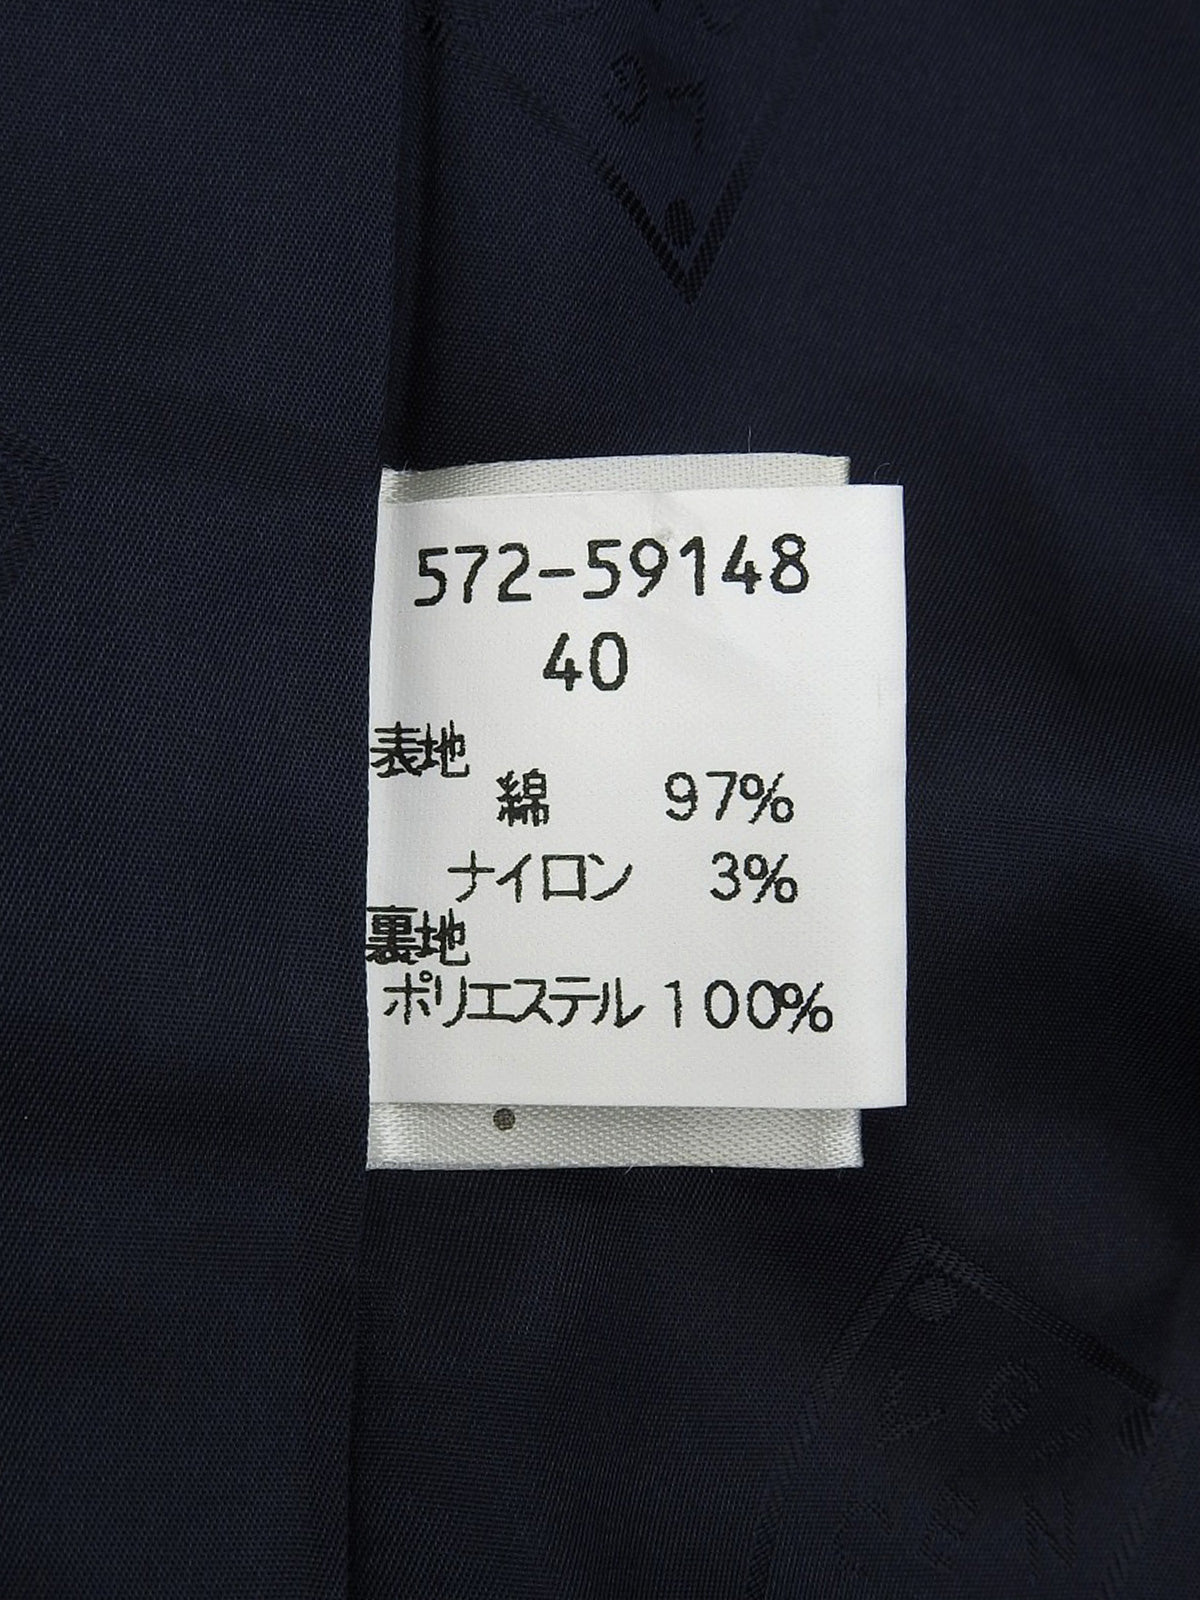 572-59148
40
表地
綿 97%
ナイロン 3%
裏地
ポリエステル 100%